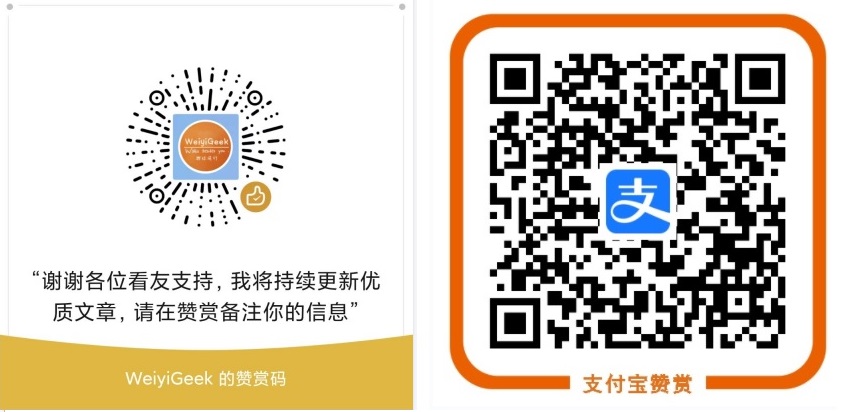 WeiyiGeek
“谢谢各位看友支持，我将持续更新优
质文章，请在赞赏备注你的信息”
WeiyiGeek 的赞赏码
支
支付宝赞赏